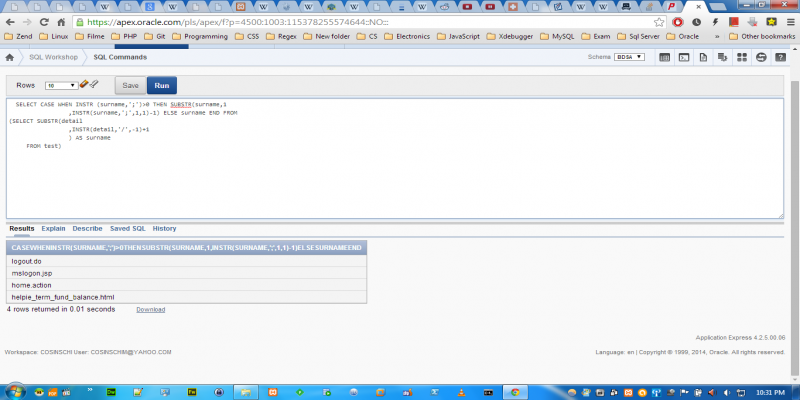 https://apex.oracle.com/pls/apex/f?p=4500:1003:115378255574644::NO:::
Zend Linux Filme PHP Git Programming CSS Regex New folder CS Electronics JavaScript Xdebugger MySQL Exam Sql Server Oracle » Other bookmarks
SQL Workshop SQL Commands Schema BDSA
Rows 10 Save Run
SELECT CASE WHEN INSTR (surname,';')>0 THEN SUBSTR(surname,1
,INSTR(surname,';',1,1)-1) ELSE surname END FROM
(SELECT SUBSTR(detail
,INSTR(detail,'/',-1)+1
) AS surname
FROM test)
Results Explain Describe Saved SQL History
CASEWHENINSTR(SURNAME,';')>0THENSUBSTR(SURNAME,1,INSTR(SURNAME,';',1,1)-1)ELSESURNAMEEND
logout.do
mslogon.jsp
home.action
helpie_term_fund_balance.html
4 rows returned in 0.01 seconds Download
Application Express 4.2.5.00.08
Workspace: COSINSCHI User: COSINSCHIM@YAHOO.COM Language: en | Copyright © 1999, 2014, Oracle. All rights reserved.
10:31 PM